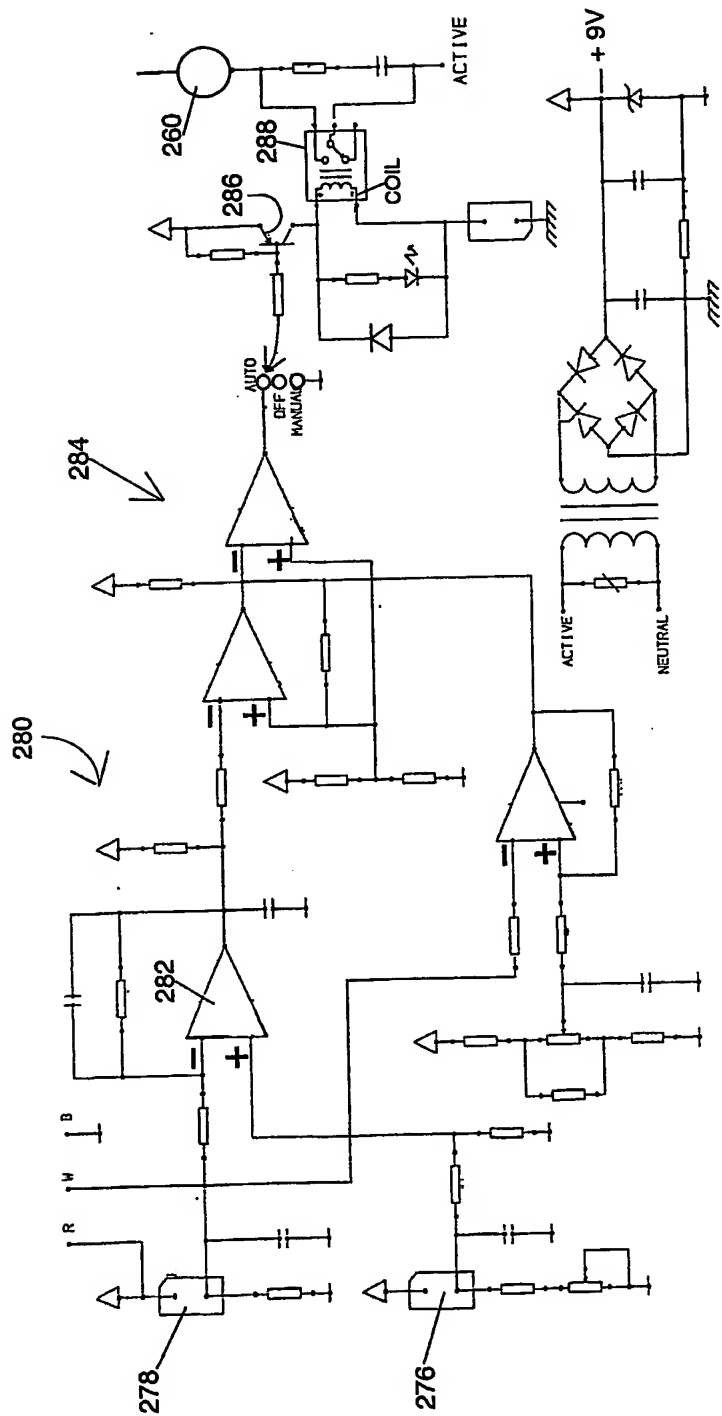 260
288
ACTIVE
286
COIL
+ 9V
284
AUTO
OFF
MANUAL
280
−
+
−
+
282
−
+
−
+
ACTIVE
NEUTRAL
R
W
B
278
276